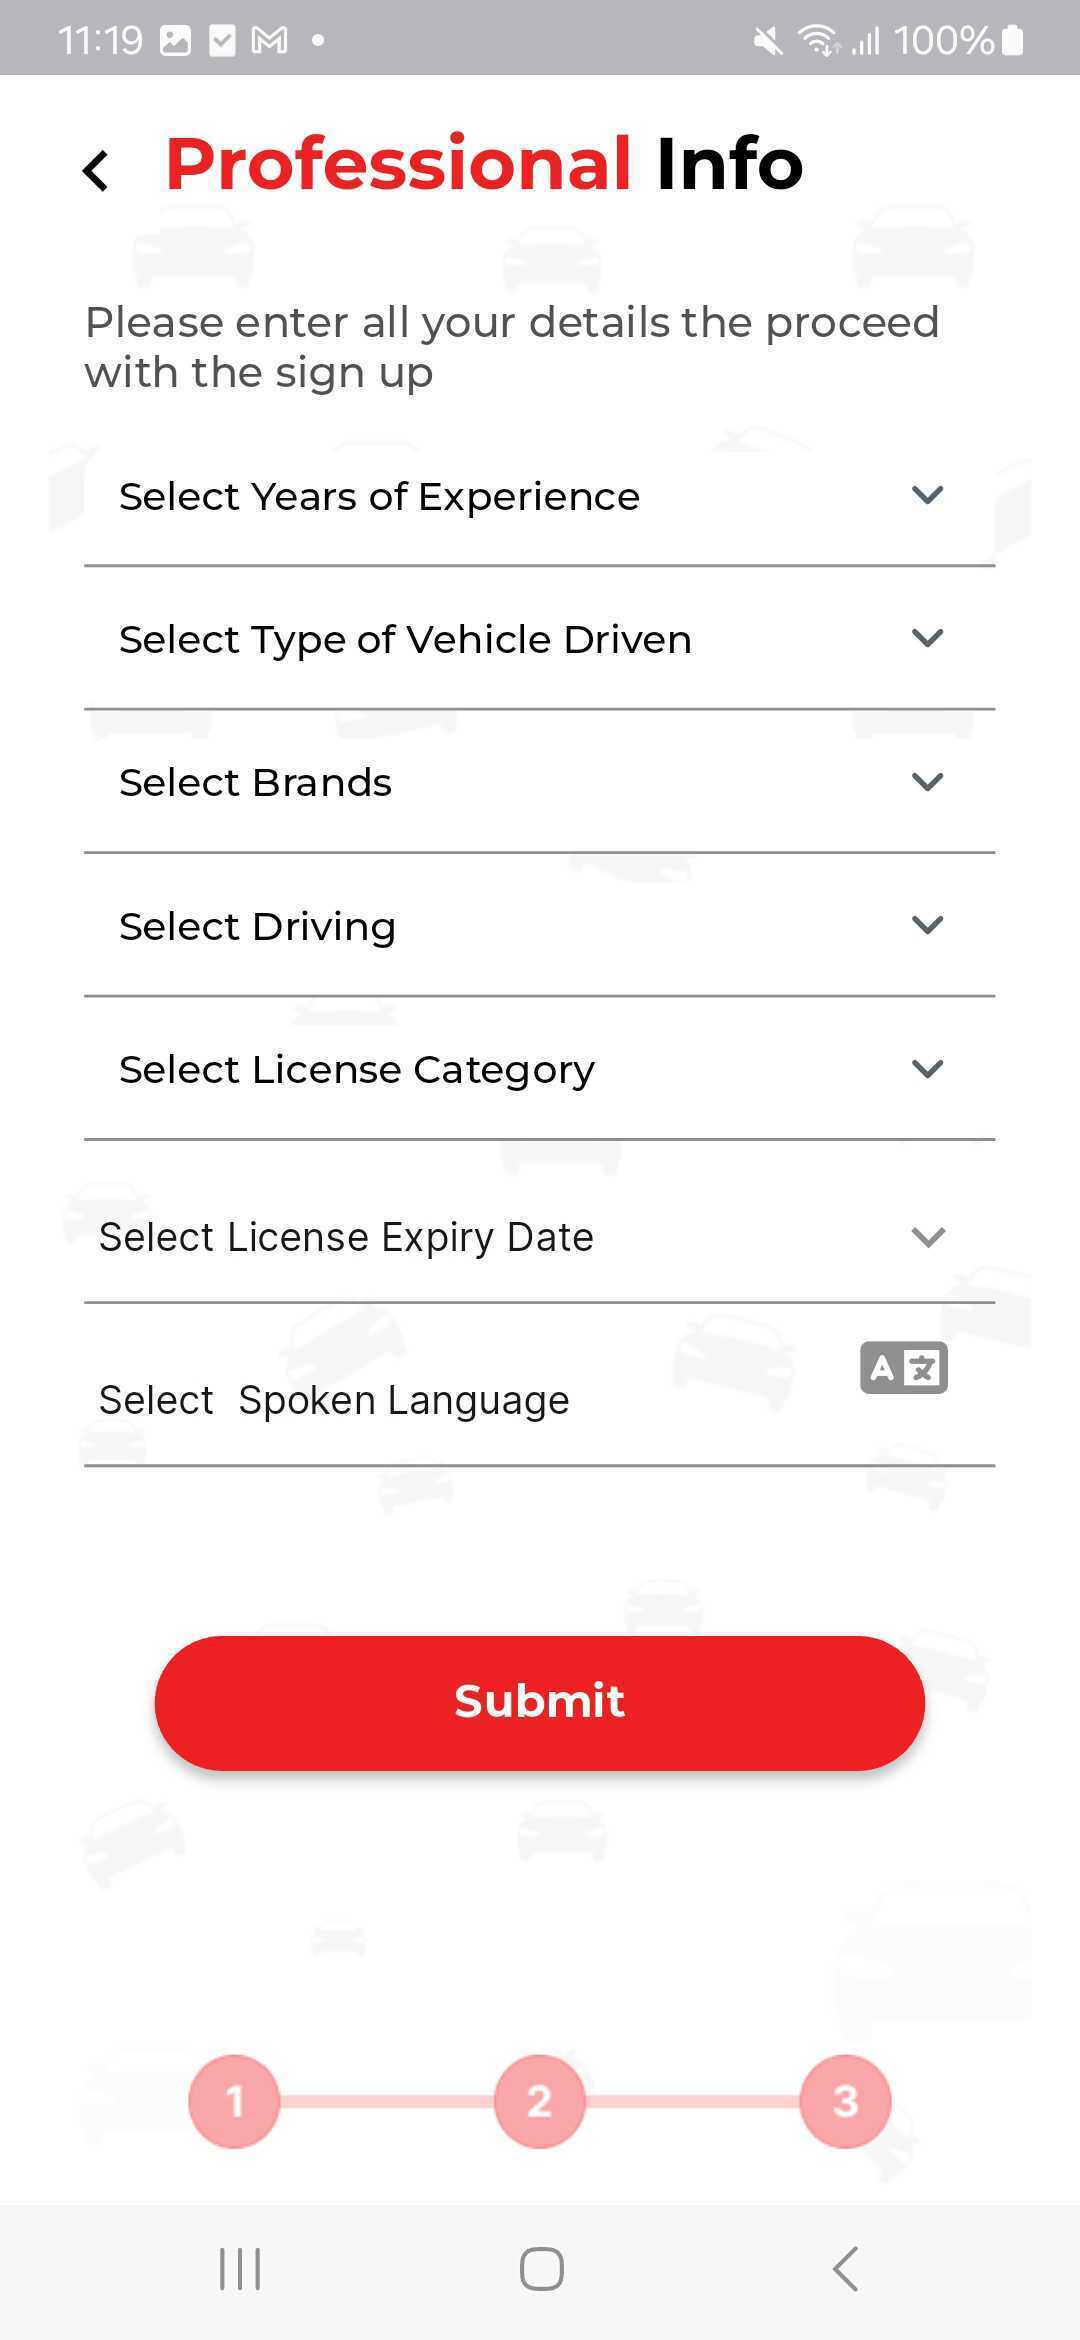 11:19 100%
Professional Info
Please enter all your details the proceed
with the sign up
Select Years of Experience
Select Type of Vehicle Driven
Select Brands
Select Driving
Select License Category
Select License Expiry Date
A 文
Select  Spoken Language
Submit
1 2 3